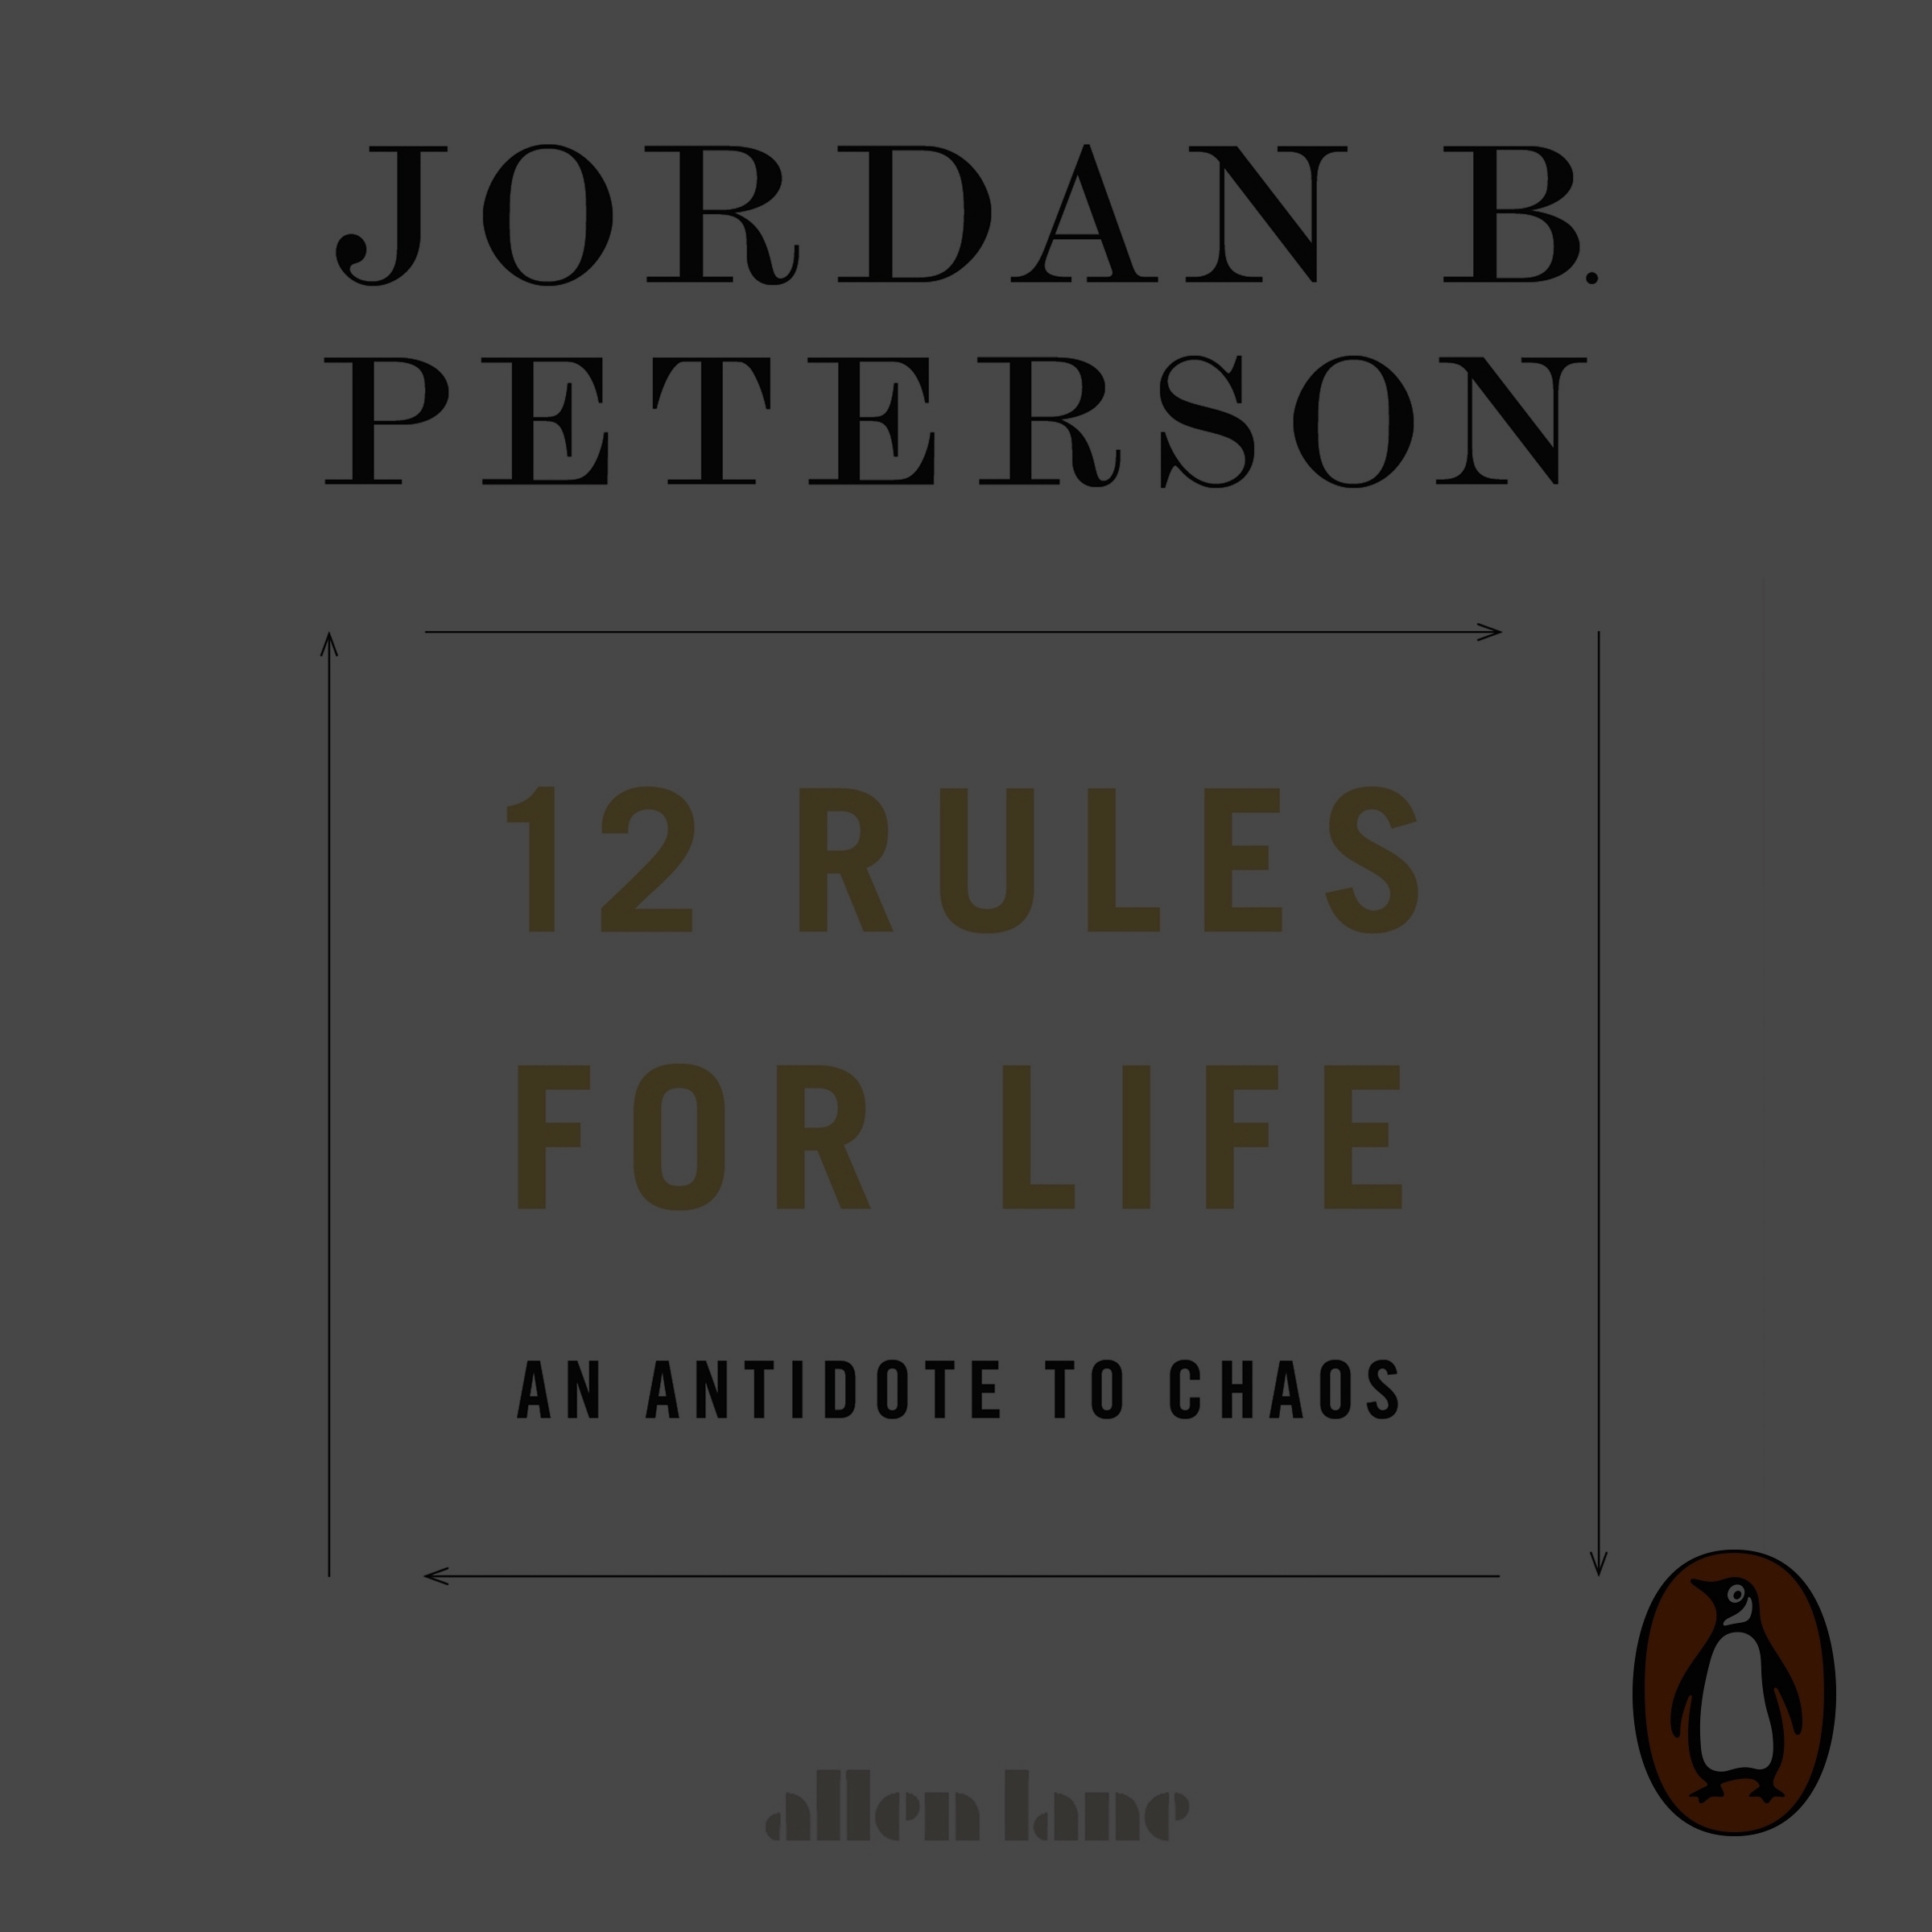 JORDAN B.
PETERSON
12 RULES
FOR LIFE
AN ANTIDOTE TO CHAOS
allen lane